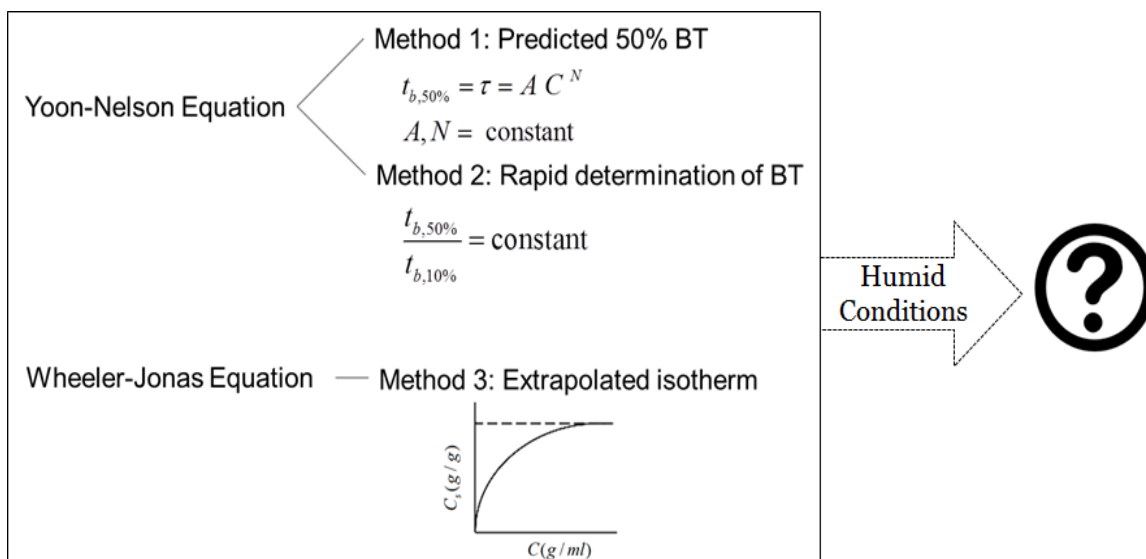 Method 1: Predicted 50% BT
t_{b,50%} = τ = A C^N
A, N = constant
Yoon-Nelson Equation
Method 2: Rapid determination of BT
t_{b,50%} / t_{b,10%} = constant
Humid
Conditions
?
Wheeler-Jonas Equation
Method 3: Extrapolated isotherm
C_s (g/g)
C(g/ml)